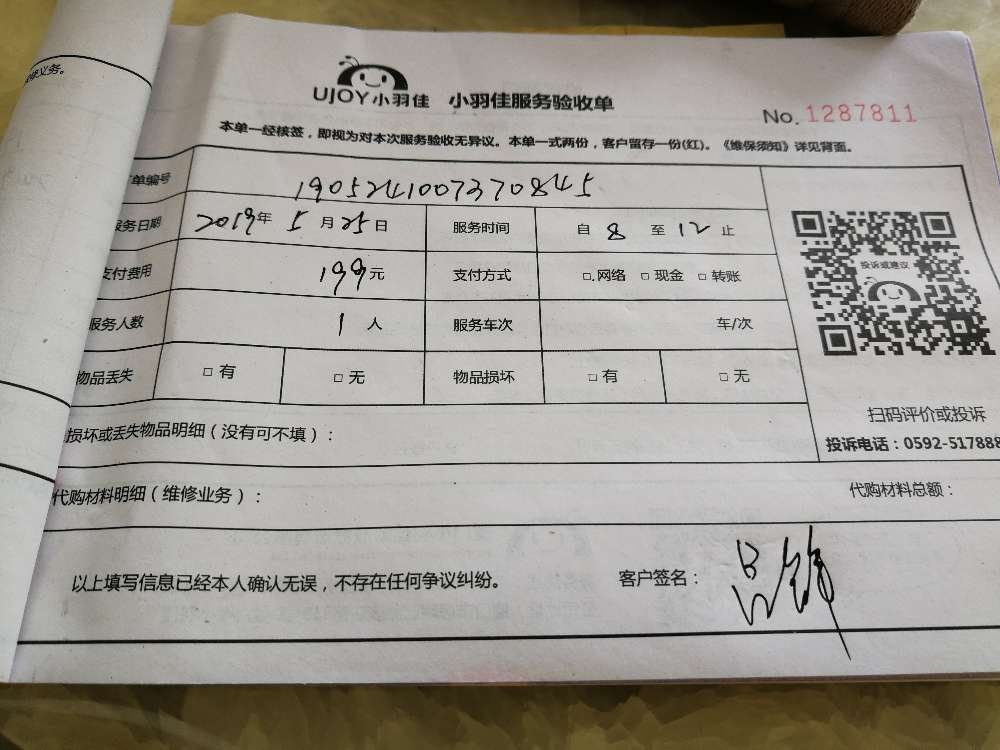 修义务。
UJOY小羽佳 小羽佳服务验收单
No. 1287811
本单一经核签，即视为对本次服务验收无异议。本单一式两份，客户留存一份(红)。《维保须知》详见背面。
单编号
务日期 2019年 5月 25日 服务时间 自 8 至 12 止
支付费用 199元 支付方式 □.网络 □ 现金 □ 转账
投诉或建议
服务人数 1 人 服务车次 车/次
物品丢失 □ 有 □ 无 物品损坏 □ 有 □ 无
扫码评价或投诉
损坏或丢失物品明细（没有可不填）：
投诉电话：0592-517888
代购材料明细（维修业务）： 代购材料总额：
以上填写信息已经本人确认无误，不存在任何争议纠纷。 客户签名：